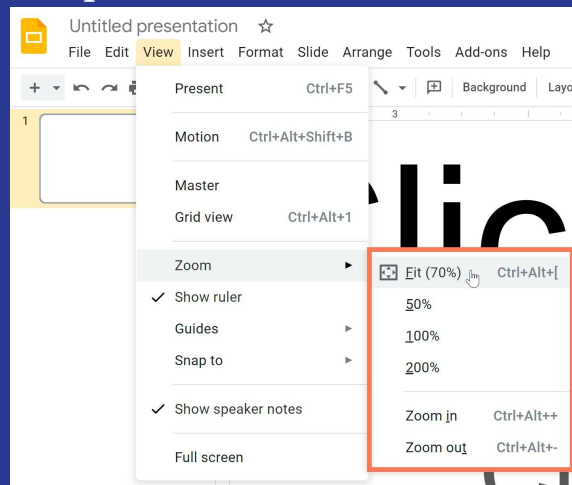 Untitled presentation
File Edit View Insert Format Slide Arrange Tools Add-ons Help
Background
Present Ctrl+F5
3
1
Motion Ctrl+Alt+Shift+B
Master
Grid view Ctrl+Alt+1
Zoom
Fit (70%) Ctrl+Alt+[
Show ruler
50%
Guides
100%
Snap to
200%
Show speaker notes
Zoom in Ctrl+Alt++
Zoom out Ctrl+Alt+-
Full screen